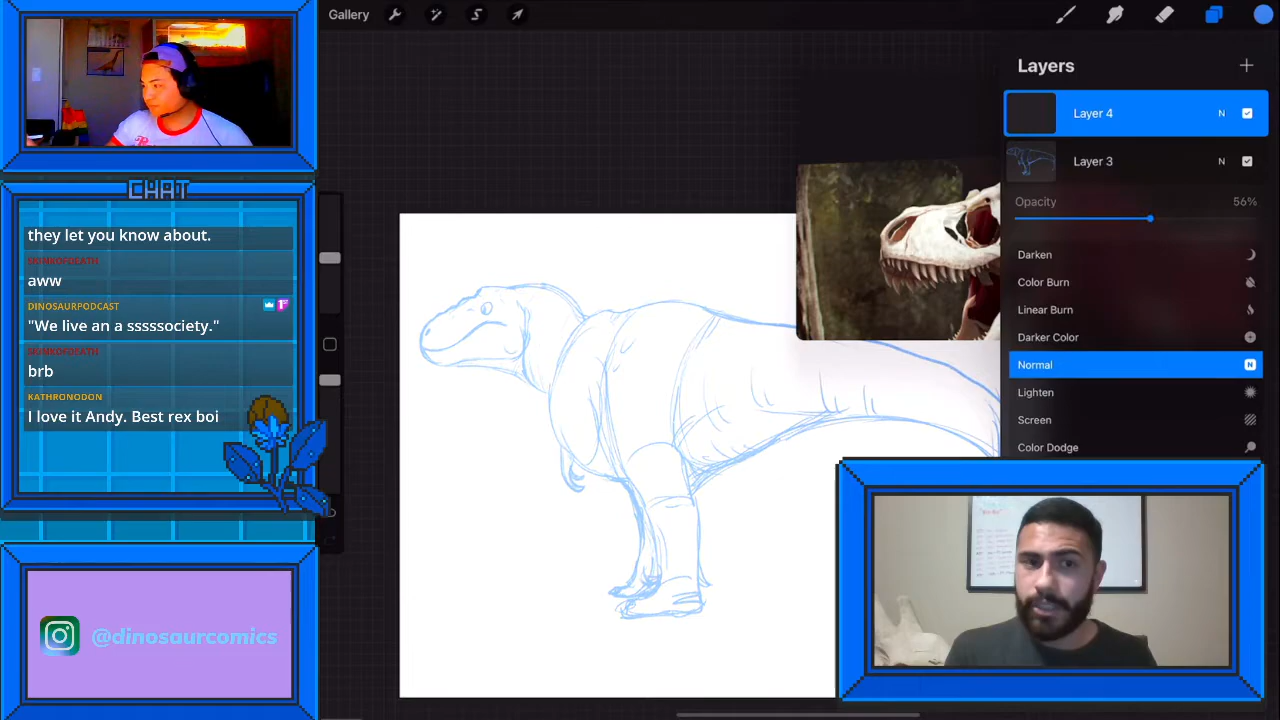 Gallery
Layers
Layer 4
N
Layer 3
N
Opacity
56%
Darken
Color Burn
Linear Burn
Darker Color
Normal
N
Lighten
Screen
Color Dodge
CHAT
they let you know about.
aww
DINOSAURPODCAST
"We live an a sssssociety."
brb
KATHRONODON
I love it Andy. Best rex boi
@dinosaurcomics